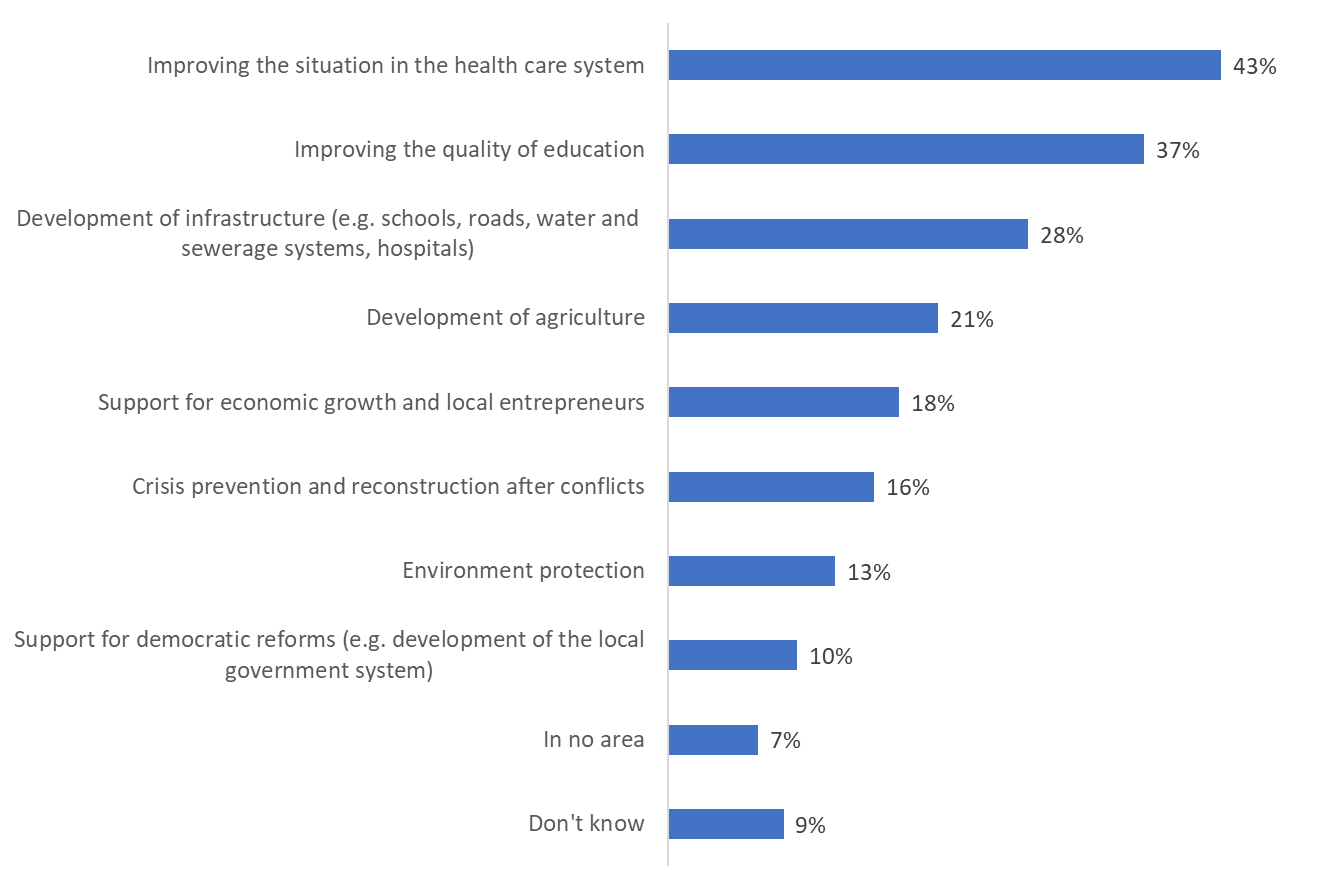 Improving the situation in the health care system 43%
Improving the quality of education 37%
Development of infrastructure (e.g. schools, roads, water and
sewerage systems, hospitals) 28%
Development of agriculture 21%
Support for economic growth and local entrepreneurs 18%
Crisis prevention and reconstruction after conflicts 16%
Environment protection 13%
Support for democratic reforms (e.g. development of the local
government system) 10%
In no area 7%
Don't know 9%